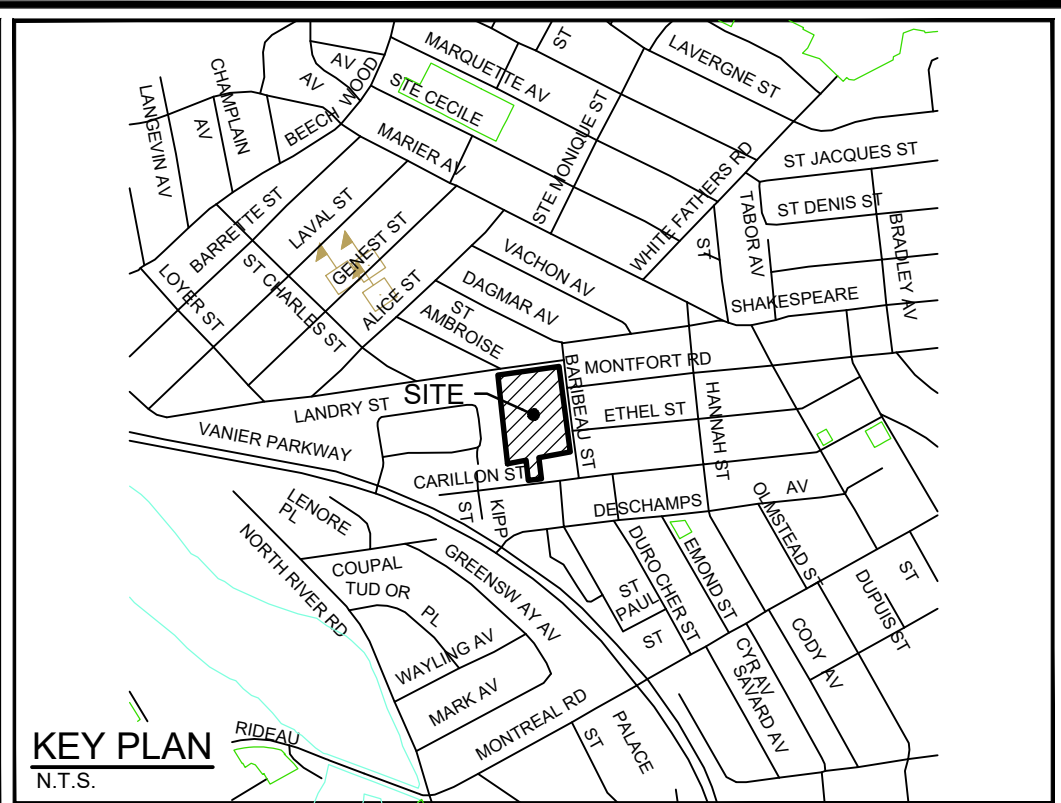 ST
LAVERGNE ST
MARQUETTE AV
AV
AV
BEECH WOOD
STE CECILE
CHAMPLAIN
AV
LANGEVIN AV
MARIER AV
STE MONIQUE ST
WHITE FATHERS RD
ST JACQUES ST
ST DENIS ST
TABOR AV
ST
BRADLEY AV
SHAKESPEARE
BARRETTE ST
LAVAL ST
GENEST ST
ALICE ST
LOYER ST
ST CHARLES ST
VACHON AV
DAGMAR AV
ST
AMBROISE
MONTFORT RD
BARIBEAU ST
ETHEL ST
HANNAH ST
SITE
LANDRY ST
VANIER PARKWAY
CARILLON ST
KIPP
ST
DESCHAMPS
AV
OLMSTEAD ST
LENORE
PL
NORTH RIVER RD
COUPAL
TUD OR
PL
GREENSW AY AV
WAYLING AV
MARK AV
MONTREAL RD
DUROCHER ST
EMOND ST
ST
PAUL
ST
DUPUIS ST
ST
CODY AV
CYR AV
SAVARD AV
PALACE
ST
RIDEAU
KEY PLAN
N.T.S.